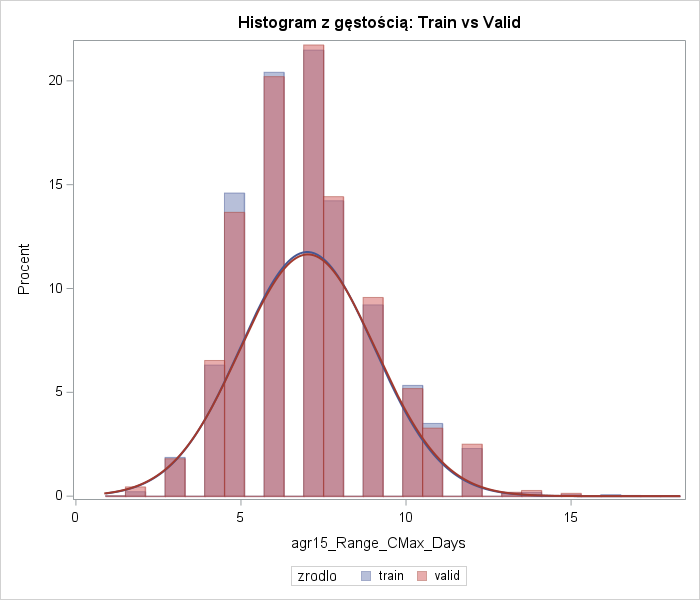 Histogram z gęstością: Train vs Valid
Procent
20
15
10
5
0
0 5 10 15
agr15_Range_CMax_Days
zrodlo train valid